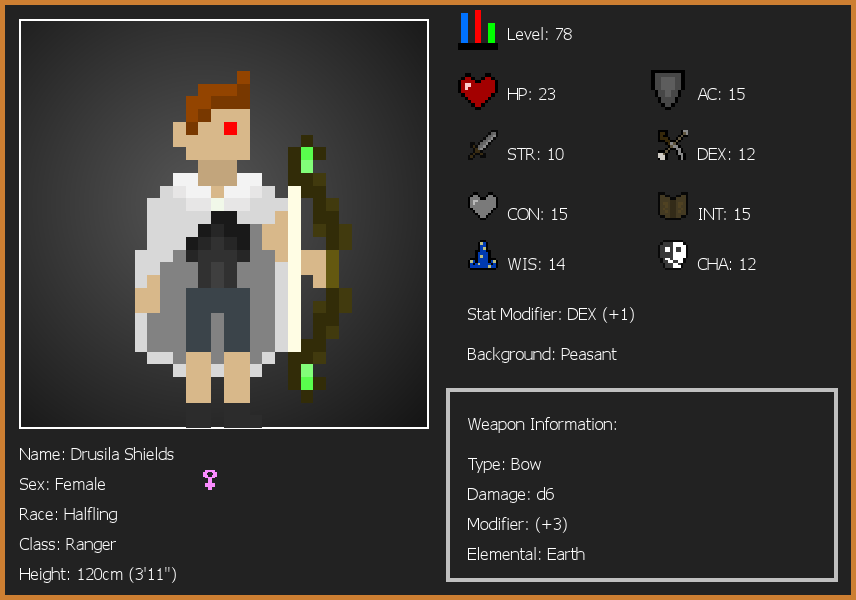 Level: 78
HP: 23
AC: 15
STR: 10
DEX: 12
CON: 15
INT: 15
WIS: 14
CHA: 12
Stat Modifier: DEX (+1)
Background: Peasant
Weapon Information:
Type: Bow
Damage: d6
Modifier: (+3)
Elemental: Earth
Name: Drusila Shields
Sex: Female
Race: Halfling
Class: Ranger
Height: 120cm (3'11")